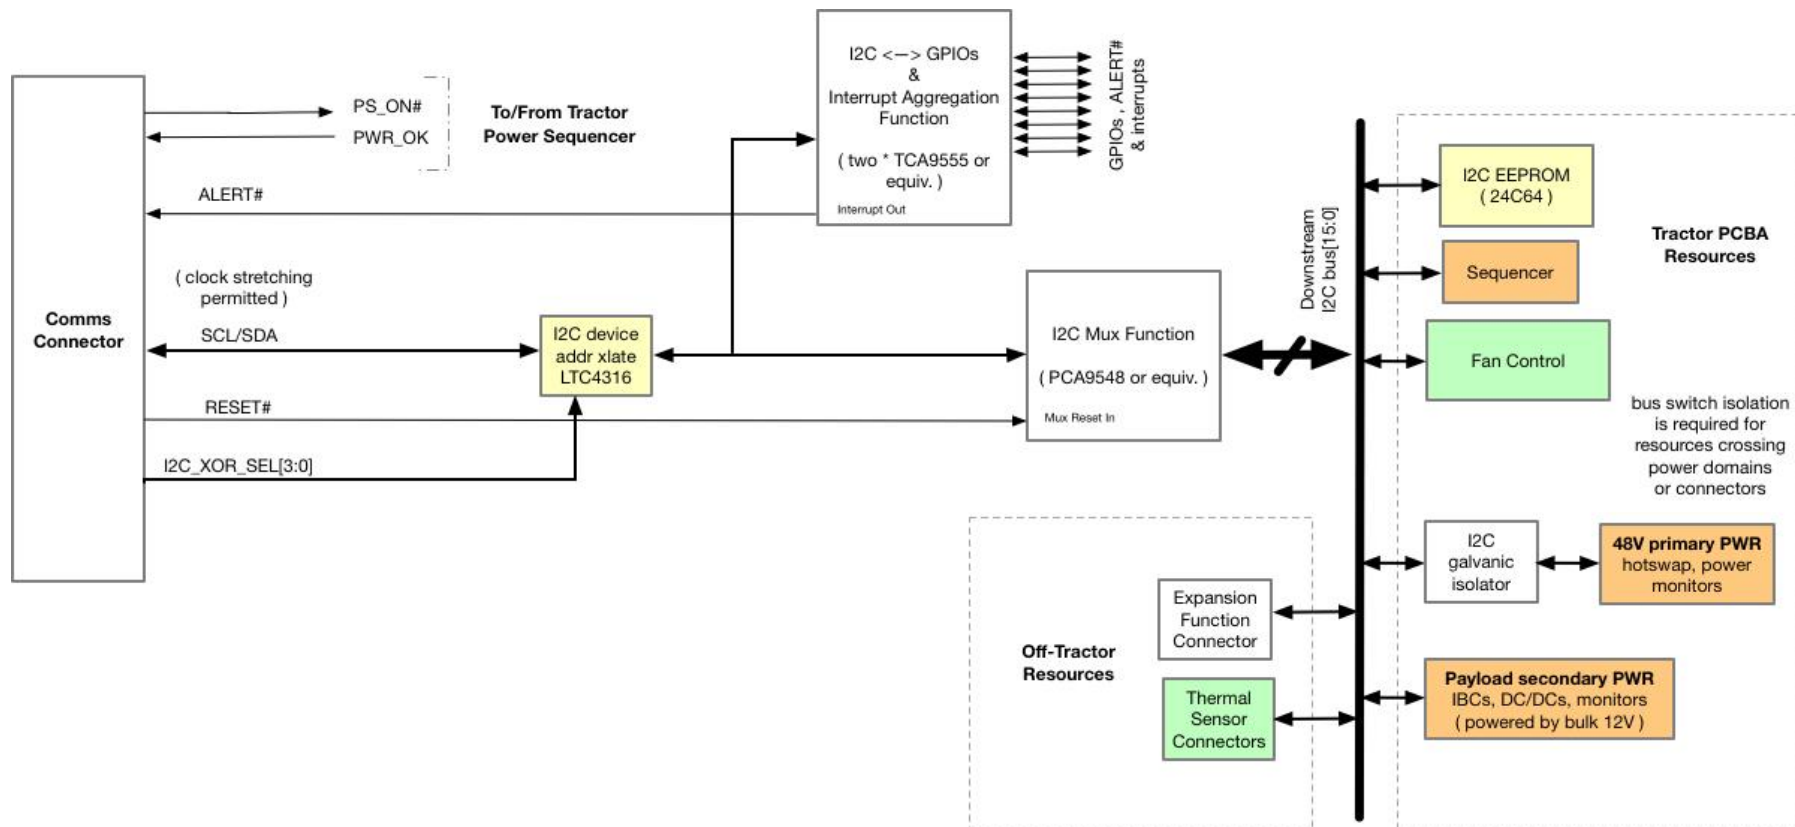 I2C <—> GPIOs
&
Interrupt Aggregation
Function
( two * TCA9555 or
equiv. )
Interrupt Out
GPIOs , ALERT#
& interrupts
PS_ON#
PWR_OK
To/From Tractor
Power Sequencer
ALERT#
( clock stretching
permitted )
SCL/SDA
Comms
Connector
I2C device
addr xlate
LTC4316
RESET#
I2C_XOR_SEL[3:0]
I2C Mux Function
( PCA9548 or equiv. )
Mux Reset In
Downstream
I2C bus[15:0]
I2C EEPROM
( 24C64 )
Tractor PCBA
Resources
Sequencer
Fan Control
bus switch isolation
is required for
resources crossing
power domains
or connectors
I2C
galvanic
isolator
48V primary PWR
hotswap, power
monitors
Expansion
Function
Connector
Off-Tractor
Resources
Thermal
Sensor
Connectors
Payload secondary PWR
IBCs, DC/DCs, monitors
( powered by bulk 12V )